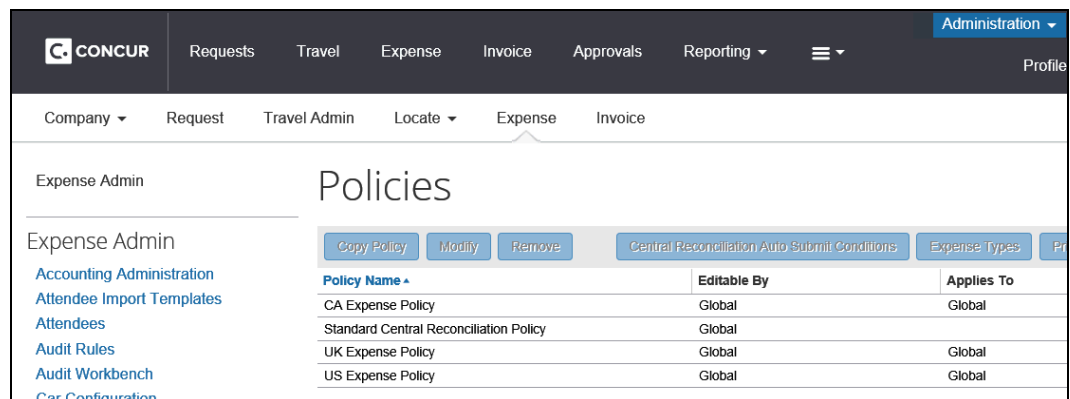 Administration
C. CONCUR Requests Travel Expense Invoice Approvals Reporting
Profile
Company Request Travel Admin Locate Expense Invoice
Expense Admin
Policies
Expense Admin
Copy Policy Modify Remove Central Reconciliation Auto Submit Conditions Expense Types Pr
Accounting Administration
Policy Name Editable By Applies To
Attendee Import Templates
CA Expense Policy Global Global
Attendees
Standard Central Reconciliation Policy Global
Audit Rules
UK Expense Policy Global Global
Audit Workbench
US Expense Policy Global Global
Car Configuration